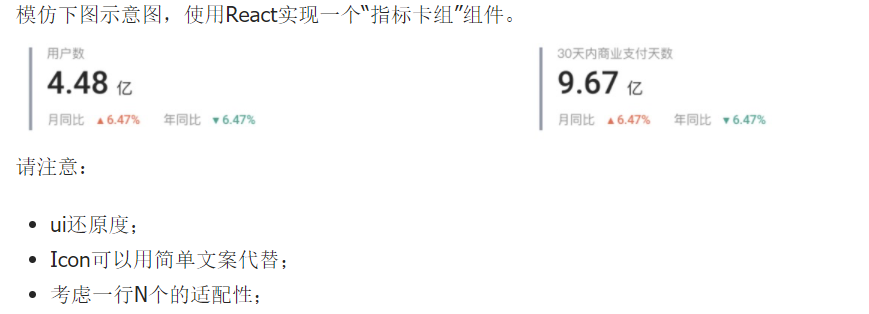 模仿下图示意图，使用React实现一个“指标卡组”组件。
用户数 30天内商业支付天数
4.48 亿 9.67 亿
月同比 ▲6.47% 年同比 ▼6.47% 月同比 ▲6.47% 年同比 ▼6.47%
请注意：
• ui还原度；
• Icon可以用简单文案代替；
• 考虑一行N个的适配性；